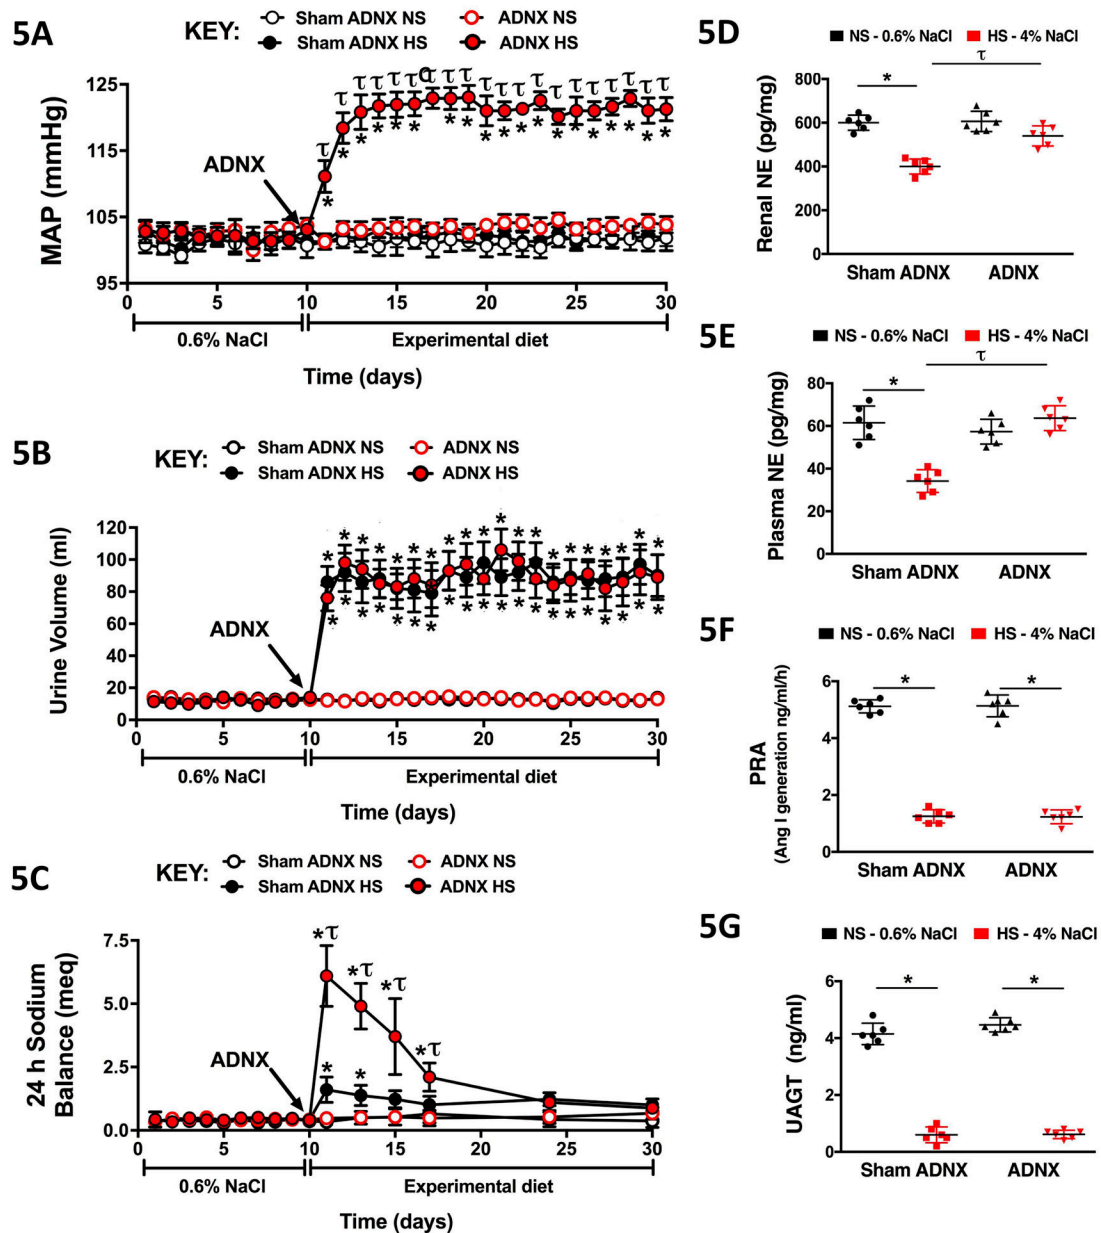 5A
KEY: Sham ADNX NS ADNX NS
Sham ADNX HS ADNX HS
MAP (mmHg)
125
115
105
95
ADNX
τ τ τ τ τ τ τ τ τ τ τ τ τ τ τ τ τ τ τ
* * * * * * * * * * * * * * * * * * *
0 5 10 15 20 25 30
0.6% NaCl Experimental diet
Time (days)
5B
KEY: Sham ADNX NS ADNX NS
Sham ADNX HS ADNX HS
Urine Volume (ml)
120
100
80
60
40
20
0
ADNX
* * * * * * * * * * * * * * * * * * * *
* * * * * * * * * * * * * * * * * * * *
0 5 10 15 20 25 30
0.6% NaCl Experimental diet
Time (days)
5C
KEY: Sham ADNX NS ADNX NS
Sham ADNX HS ADNX HS
24 h Sodium
Balance (meq)
7.5
5.0
2.5
0.0
ADNX
*τ *τ *τ *τ
* *
0 5 10 15 20 25 30
0.6% NaCl Experimental diet
Time (days)
5D
NS - 0.6% NaCl HS - 4% NaCl
τ
*
Renal NE (pg/mg)
800
600
400
200
0
Sham ADNX ADNX
5E
NS - 0.6% NaCl HS - 4% NaCl
τ
*
Plasma NE (pg/mg)
80
60
40
20
0
Sham ADNX ADNX
5F
NS - 0.6% NaCl HS - 4% NaCl
* *
PRA
(Ang I generation ng/ml/h)
6
4
2
0
Sham ADNX ADNX
5G
NS - 0.6% NaCl HS - 4% NaCl
* *
UAGT (ng/ml)
6
4
2
0
Sham ADNX ADNX